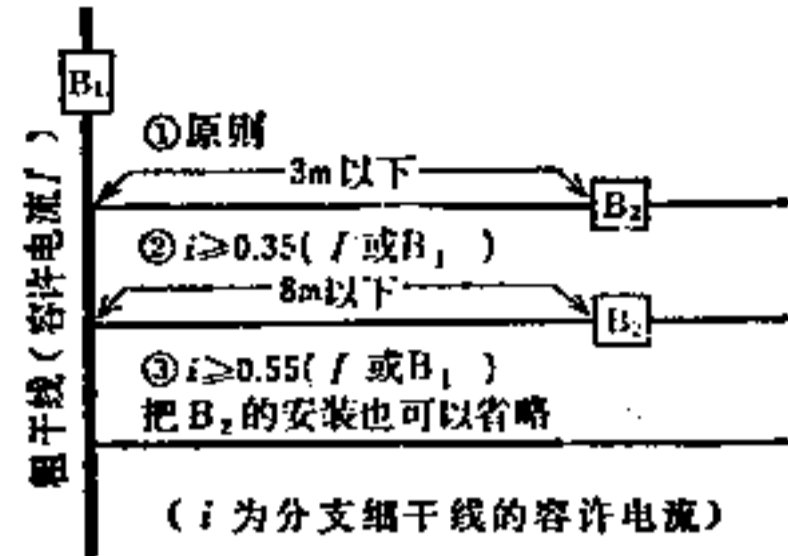 B₁
①原则
3m以下
B₂
②i≥0.35( I 或B₁ )
8m以下
B₂
③i≥0.55( I 或B₁ )
把B₂的安装也可以省略
粗干线(容许电流I)
(i为分支细干线的容许电流)